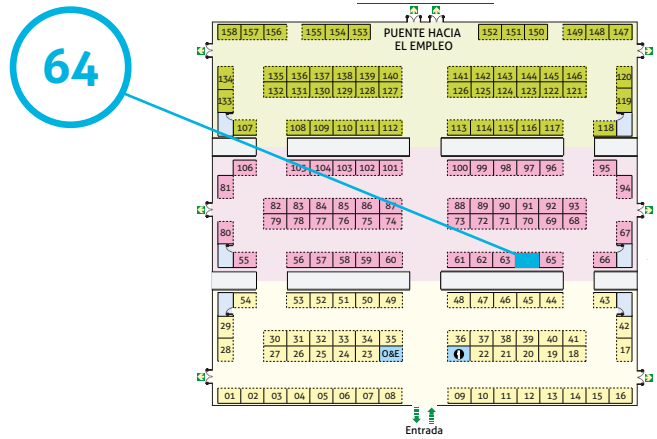 64
158 157 156 155 154 153 PUENTE HACIA 152 151 150 149 148 147
EL EMPLEO
134 135 136 137 138 139 140 141 142 143 144 145 146 120
133 132 131 130 129 128 127 126 125 124 123 122 121 119
107 108 109 110 111 112 113 114 115 116 117 118
106 105 104 103 102 101 100 99 98 97 96 95
81 94
82 83 84 85 86 87 88 89 90 91 92 93
80 79 78 77 76 75 74 73 72 71 70 69 68 67
55 56 57 58 59 60 61 62 63 65 66
54 53 52 51 50 49 48 47 46 45 44 43
29 42
30 31 32 33 34 35 36 37 38 39 40 41
28 27 26 25 24 23 O&E 22 21 20 19 18 17
01 02 03 04 05 06 07 08 09 10 11 12 13 14 15 16
Entrada